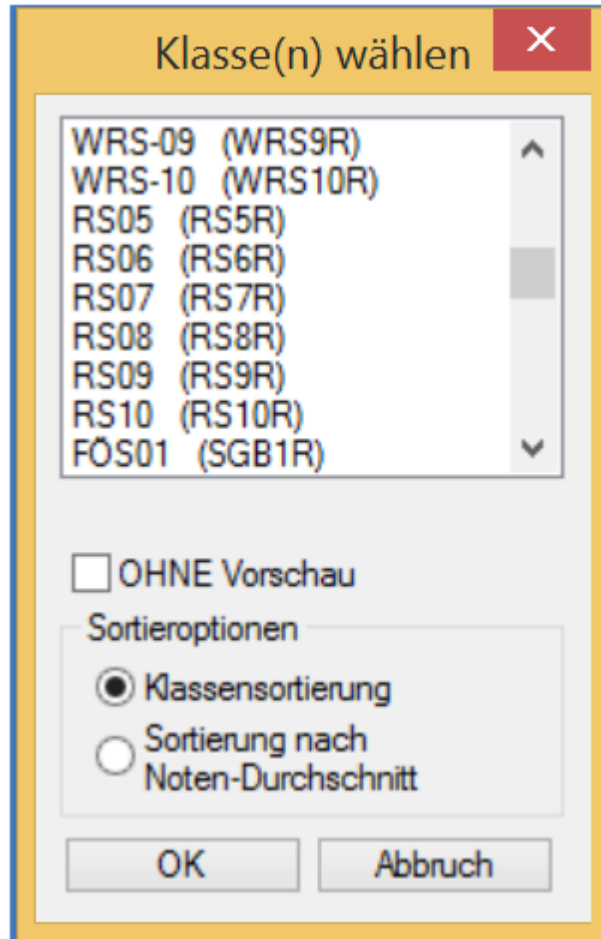 Klasse(n) wählen
WRS-09 (WRS9R)
WRS-10 (WRS10R)
RS05 (RS5R)
RS06 (RS6R)
RS07 (RS7R)
RS08 (RS8R)
RS09 (RS9R)
RS10 (RS10R)
FÖS01 (SGB1R)
OHNE Vorschau
Sortieroptionen
Klassensortierung
Sortierung nach
Noten-Durchschnitt
OK Abbruch